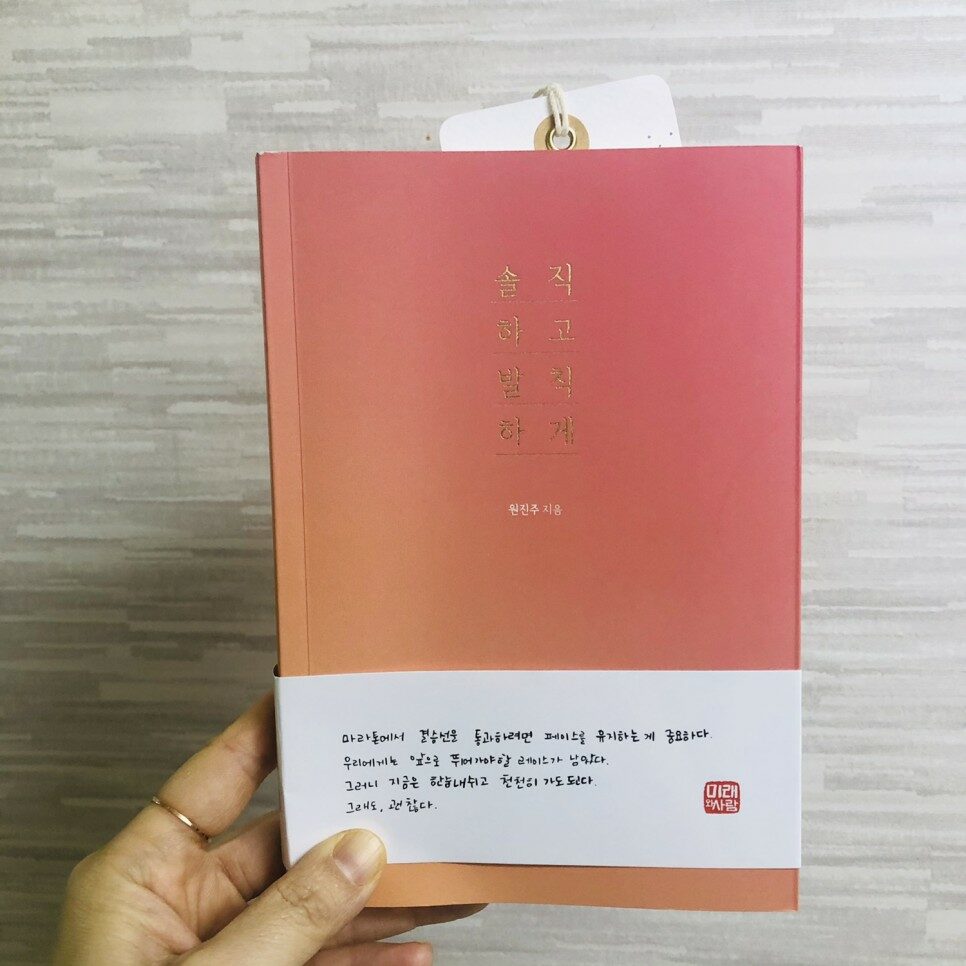 솔직
하고
발칙
하게
원진주 지음
마라톤에서 결승선을 통과하려면 페이스를 유지하는 게 중요하다.
우리에게는 앞으로 뛰어가야할 레이스가 남았다.
그러니 지금은 한숨내쉬고 천천히 가도 된다.
그래도, 괜찮다.
미래
와사람